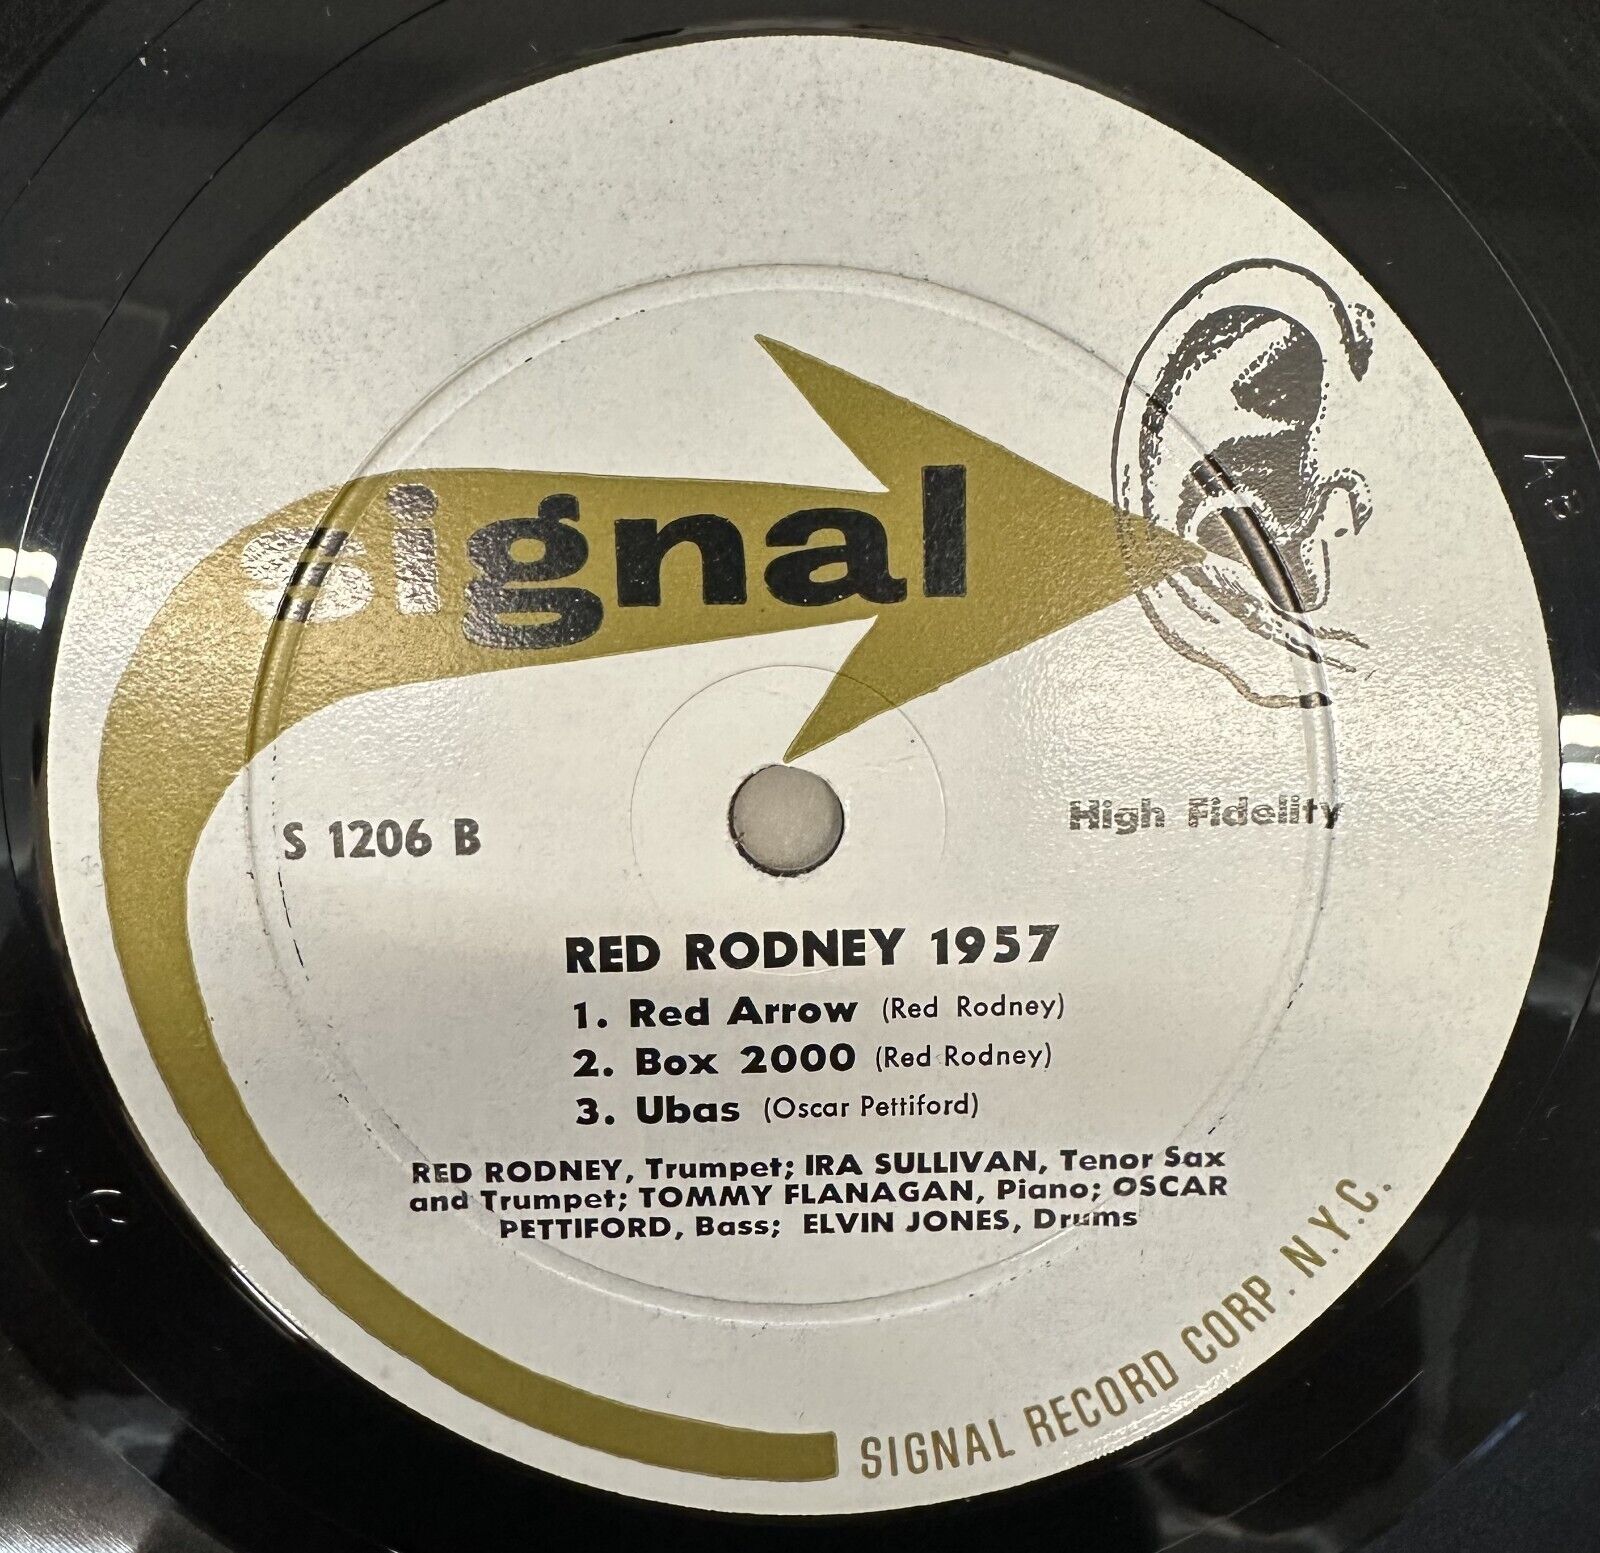 signal
S 1206 B
High Fidelity
RED RODNEY 1957
1. Red Arrow (Red Rodney)
2. Box 2000 (Red Rodney)
3. Ubas (Oscar Pettiford)
RED RODNEY, Trumpet; IRA SULLIVAN, Tenor Sax
and Trumpet; TOMMY FLANAGAN, Piano; OSCAR
PETTIFORD, Bass; ELVIN JONES, Drums
SIGNAL RECORD CORP. N.Y.C.